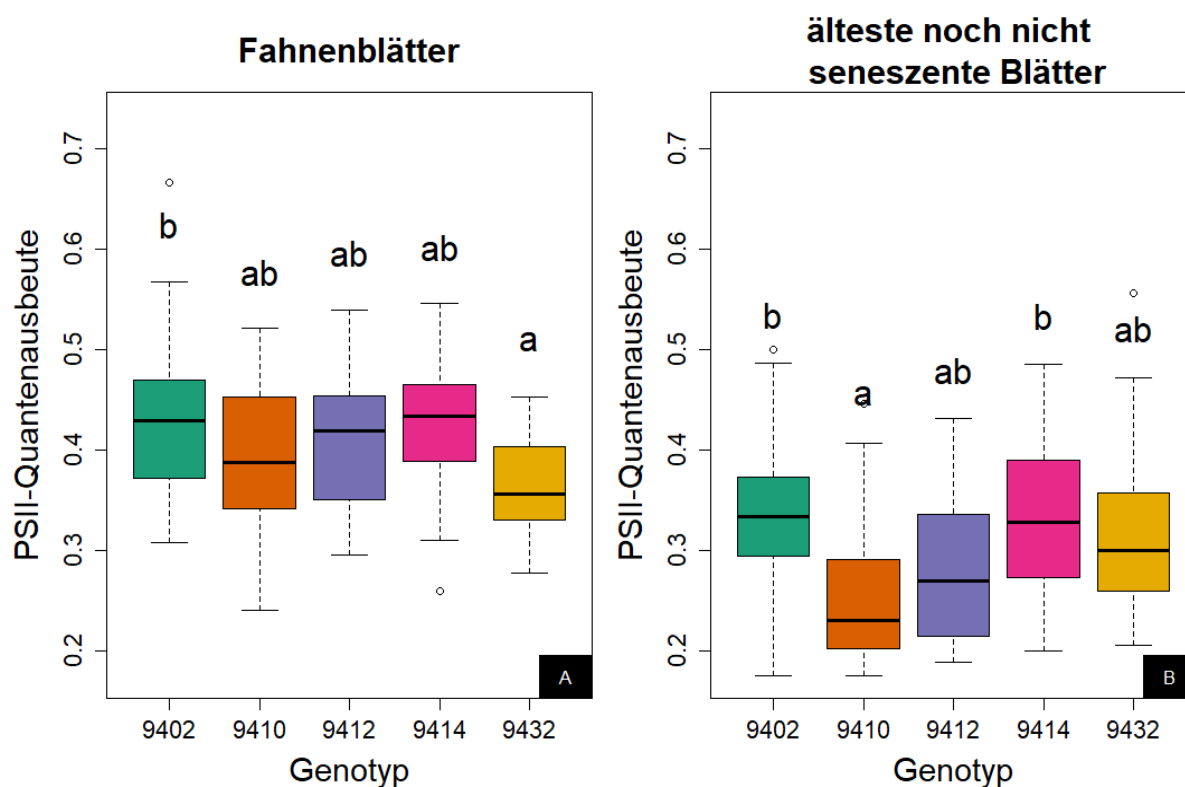 Fahnenblätter
PSII-Quantenausbeute
0.7
0.6
0.5
0.4
0.3
0.2
b
ab
ab
ab
a
A
9402 9410 9412 9414 9432
Genotyp
älteste noch nicht
seneszente Blätter
PSII-Quantenausbeute
0.7
0.6
0.5
0.4
0.3
0.2
b
a
ab
b
ab
B
9402 9410 9412 9414 9432
Genotyp